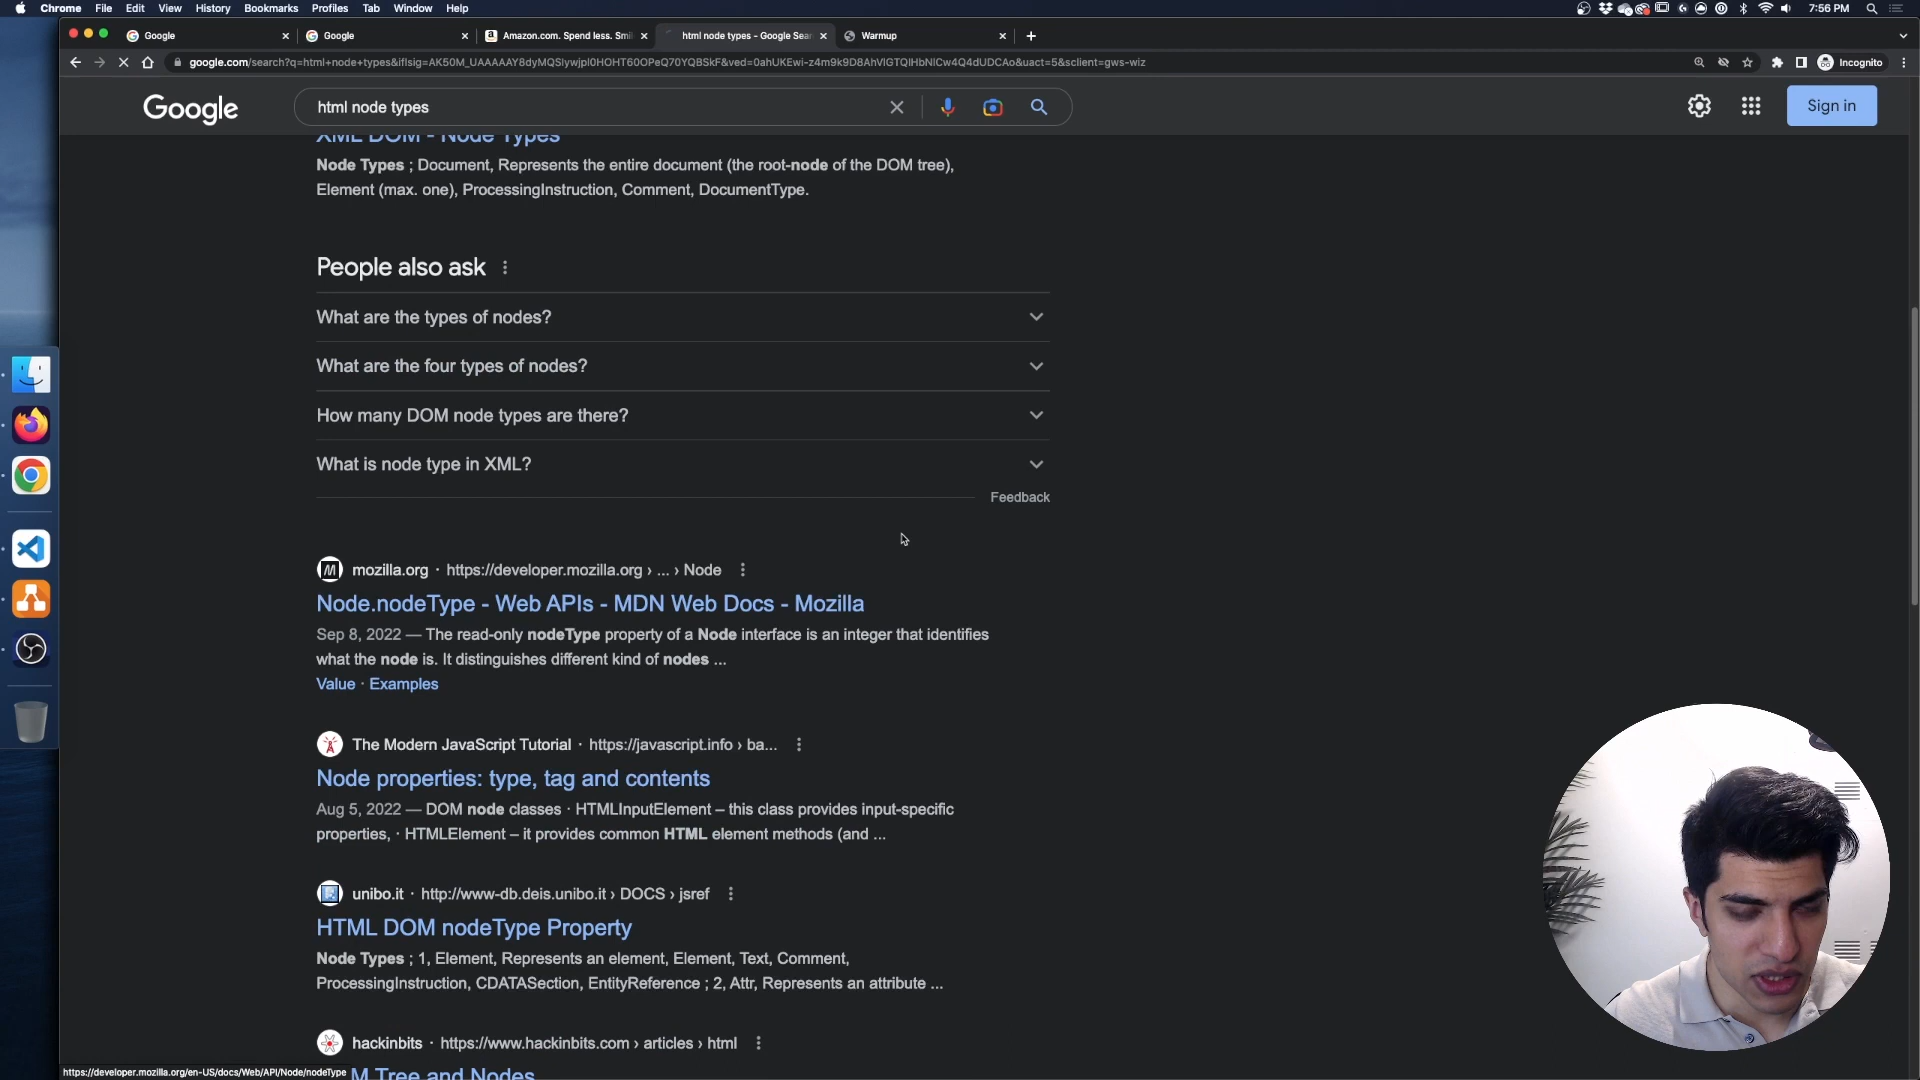 Chrome File Edit View History Bookmarks Profiles Tab Window Help 7:56 PM
Google Google Amazon.com. Spend less. Smi html node types - Google Sear Warmup
google.com/search?q=html+node+types&iflsig=AK50M_UAAAAAY8dyMQSlywjpI0HOHT60OPeQ70YQBSkF&ved=0ahUKEwi-z4m9k9D8AhVIGTQIHbNlCw4Q4dUDCAo&uact=5&sclient=gws-wiz Incognito
Google html node types Sign in
XML DOM - Node Types
Node Types ; Document, Represents the entire document (the root-node of the DOM tree),
Element (max. one), ProcessingInstruction, Comment, DocumentType.
People also ask
What are the types of nodes?
What are the four types of nodes?
How many DOM node types are there?
What is node type in XML?
Feedback
mozilla.org · https://developer.mozilla.org › ... › Node
Node.nodeType - Web APIs - MDN Web Docs - Mozilla
Sep 8, 2022 — The read-only nodeType property of a Node interface is an integer that identifies
what the node is. It distinguishes different kind of nodes ...
Value · Examples
The Modern JavaScript Tutorial · https://javascript.info › ba...
Node properties: type, tag and contents
Aug 5, 2022 — DOM node classes · HTMLInputElement – this class provides input-specific
properties, · HTMLElement – it provides common HTML element methods (and ...
unibo.it · http://www-db.deis.unibo.it › DOCS › jsref
HTML DOM nodeType Property
Node Types ; 1, Element, Represents an element, Element, Text, Comment,
ProcessingInstruction, CDATASection, EntityReference ; 2, Attr, Represents an attribute ...
hackinbits · https://www.hackinbits.com › articles › html
M Tree and Nodes
https://developer.mozilla.org/en-US/docs/Web/API/Node/nodeType